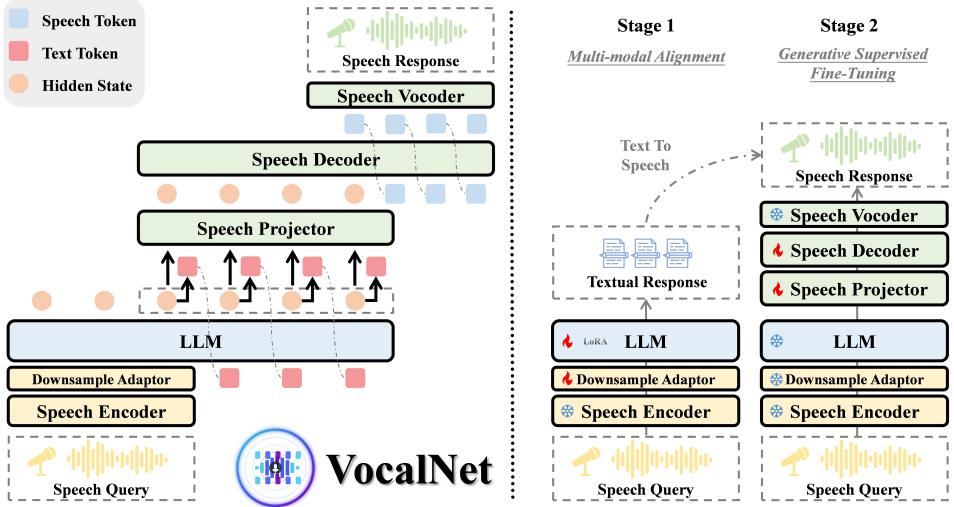 Speech Token
Text Token
Hidden State
Speech Response
Speech Vocoder
Speech Decoder
Speech Projector
LLM
Downsample Adaptor
Speech Encoder
Speech Query
VocalNet
Stage 1
Multi-modal Alignment
Text To
Speech
Textual Response
LoRA LLM
Downsample Adaptor
Speech Encoder
Speech Query
Stage 2
Generative Supervised
Fine-Tuning
Speech Response
Speech Vocoder
Speech Decoder
Speech Projector
LLM
Downsample Adaptor
Speech Encoder
Speech Query